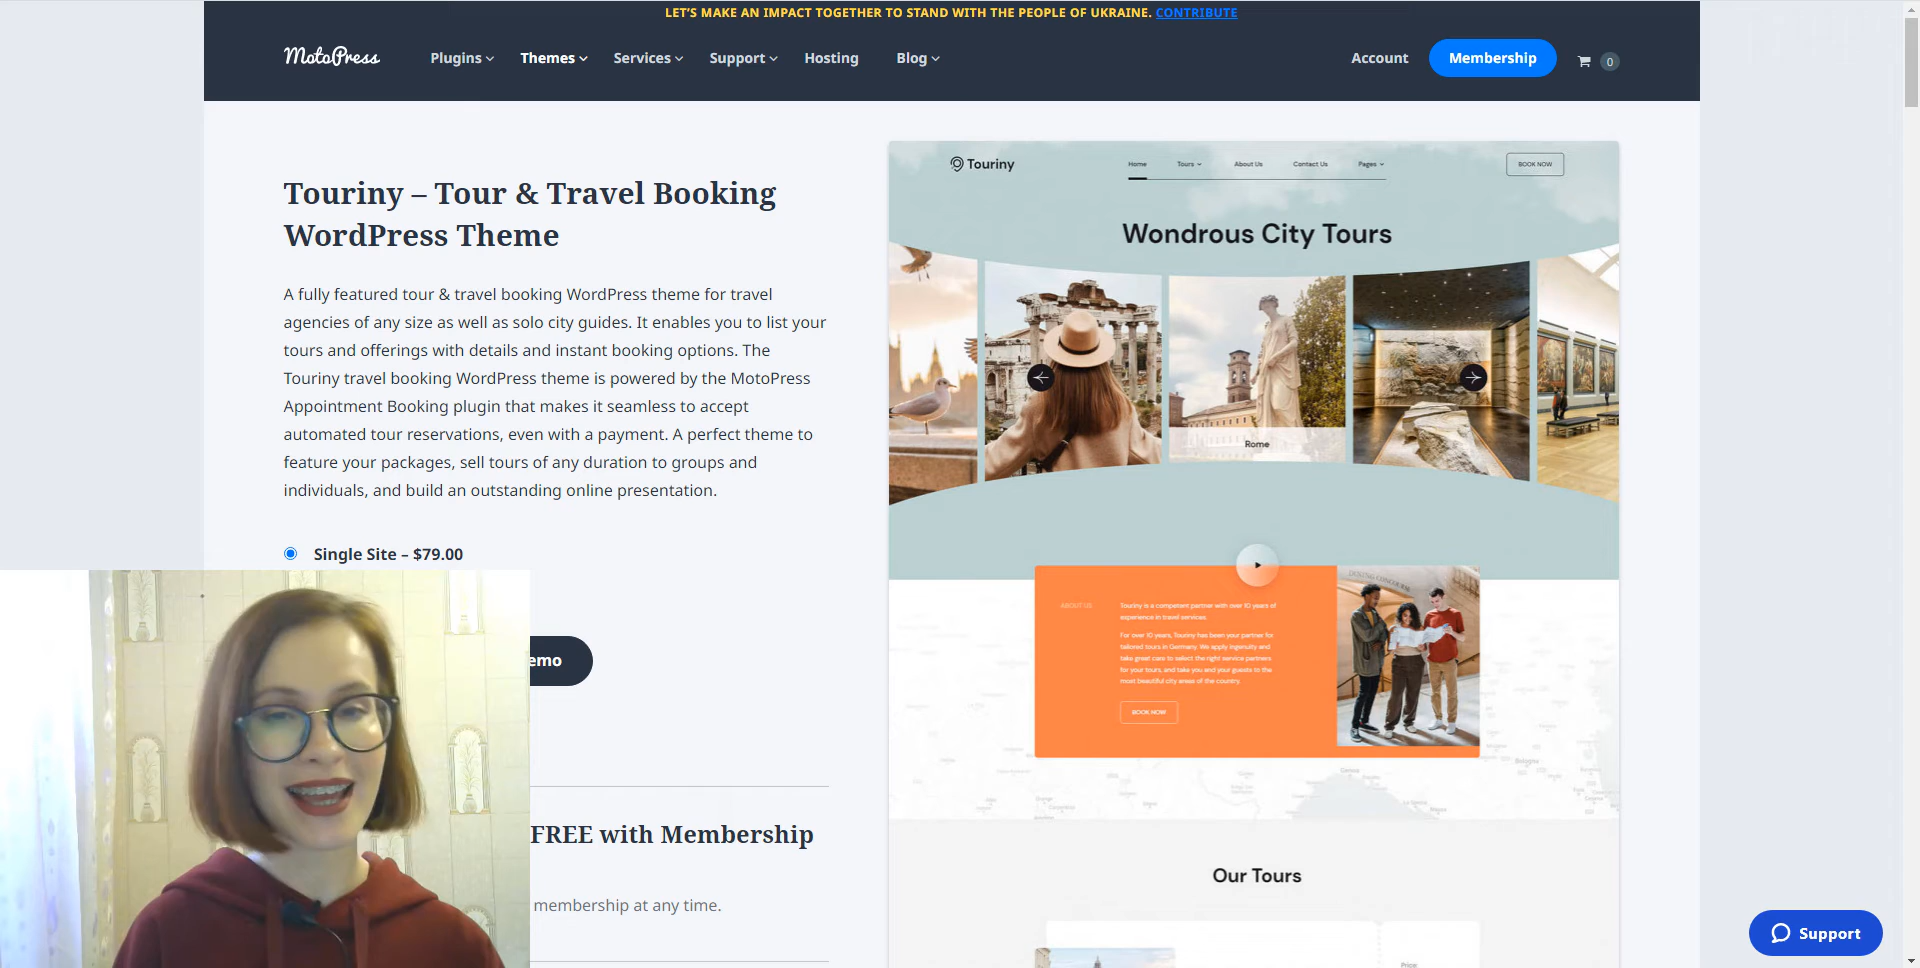 LET'S MAKE AN IMPACT TOGETHER TO STAND WITH THE PEOPLE OF UKRAINE. CONTRIBUTE
MotoPress
Plugins
Themes
Services
Support
Hosting
Blog
Account
Membership
0
Touriny – Tour & Travel Booking
WordPress Theme
A fully featured tour & travel booking WordPress theme for travel
agencies of any size as well as solo city guides. It enables you to list your
tours and offerings with details and instant booking options. The
Touriny travel booking WordPress theme is powered by the MotoPress
Appointment Booking plugin that makes it seamless to accept
automated tour reservations, even with a payment. A perfect theme to
feature your packages, sell tours of any duration to groups and
individuals, and build an outstanding online presentation.
Single Site – $79.00
emo
FREE with Membership
membership at any time.
Touriny
Home
Tours
About Us
Contact Us
Pages
BOOK NOW
Wondrous City Tours
Rome
ABOUT US
Touriny is a competent partner with over 10 years of
experience in travel services.
For over 10 years, Touriny has been your partner for
tailored tours in Germany. We apply ingenuity and
take great care to select the right service partners
for your tours, and take you and your guests to the
most beautiful city areas of the country.
BOOK NOW
Our Tours
Price:
Support